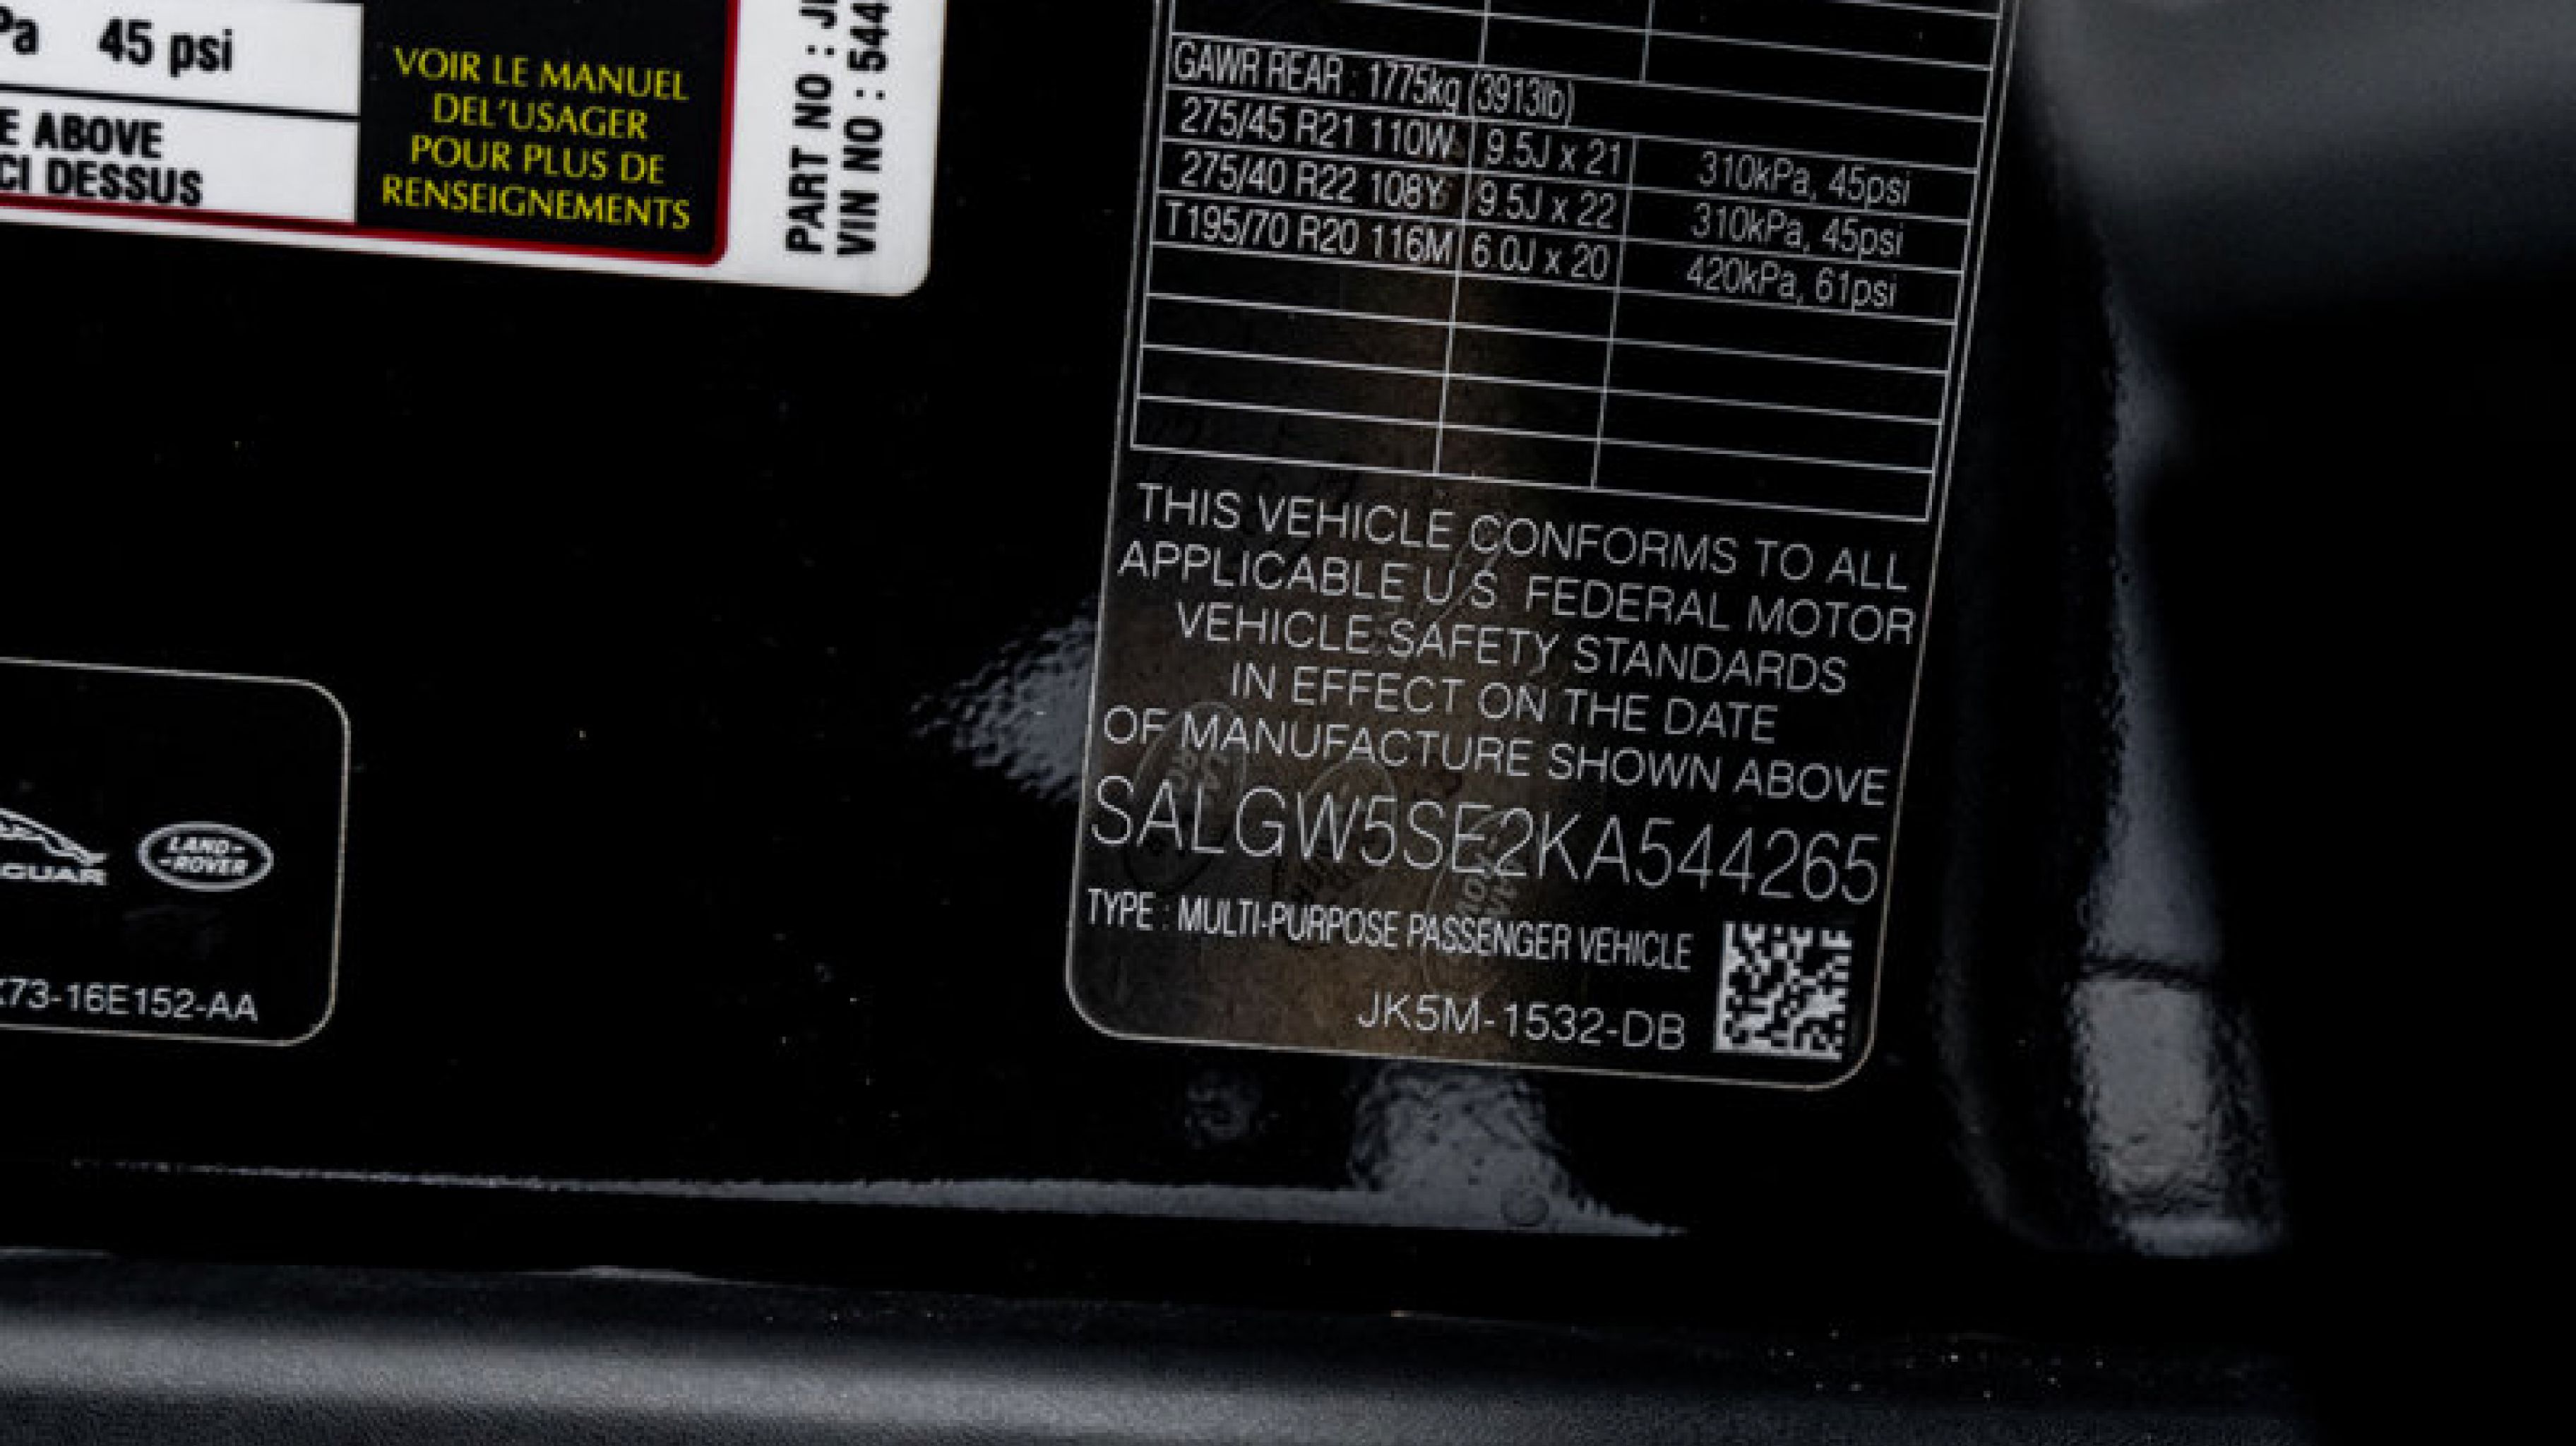 45 psi
E ABOVE
CI DESSUS
VOIR LE MANUEL
DEL'USAGER
POUR PLUS DE
RENSEIGNEMENTS
PART NO :
VIN NO : 544
GAWR REAR : 1775kg (3913lb)
275/45 R21 110W 9.5J x 21 310kPa, 45psi
275/40 R22 108Y 9.5J x 22 310kPa, 45psi
T195/70 R20 116M 6.0J x 20 420kPa, 61psi
THIS VEHICLE CONFORMS TO ALL
APPLICABLE U.S. FEDERAL MOTOR
VEHICLE SAFETY STANDARDS
IN EFFECT ON THE DATE
OF MANUFACTURE SHOWN ABOVE
SALGW5SE2KA544265
TYPE : MULTI-PURPOSE PASSENGER VEHICLE
JK5M-1532-DB
GUAR
LAND-
-ROVER
73-16E152-AA